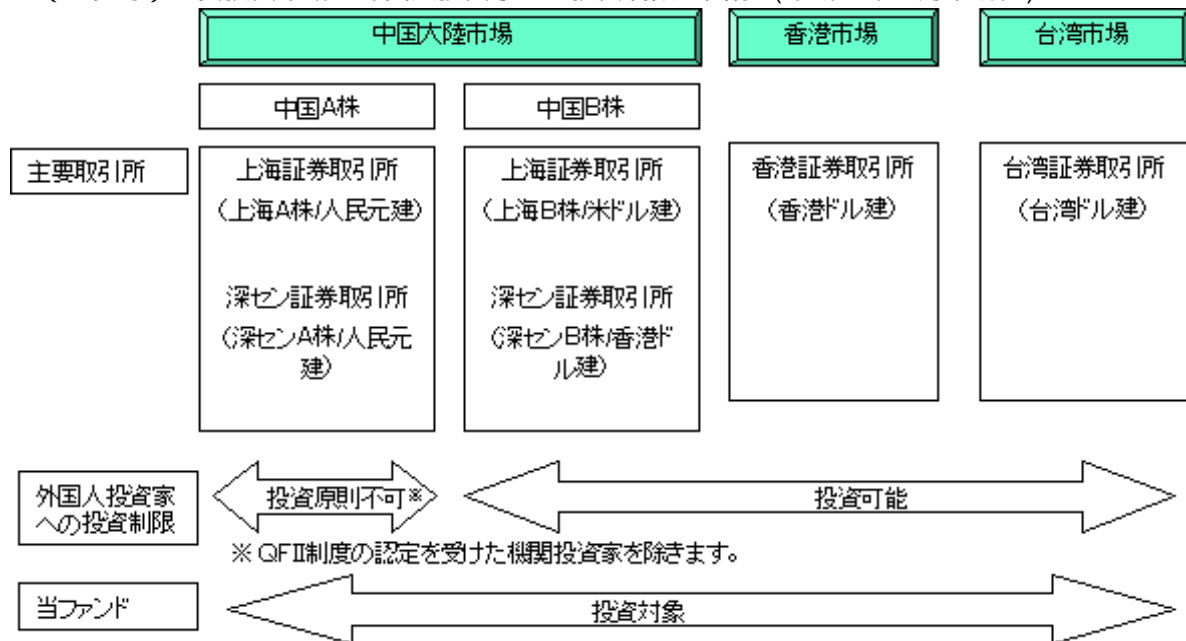 中国大陸市場
香港市場
台湾市場
中国A株
中国B株
主要取引所
上海証券取引所
(上海A株/人民元建)
深セン証券取引所
(深センA株/人民元
建)
上海証券取引所
(上海B株/米ドル建)
深セン証券取引所
(深センB株/香港ド
ル建)
香港証券取引所
(香港ドル建)
台湾証券取引所
(台湾ドル建)
外国人投資家
への投資制限
投資原則不可※
投資可能
※QFⅡ制度の認定を受けた機関投資家を除きます。
当ファンド
投資対象